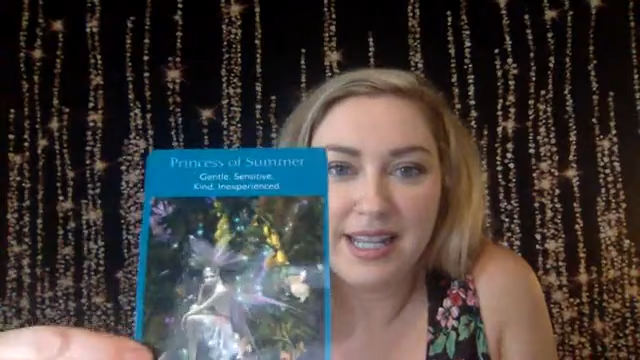 Princess of Summer
Gentle, Sensitive,
Kind, Inexperienced